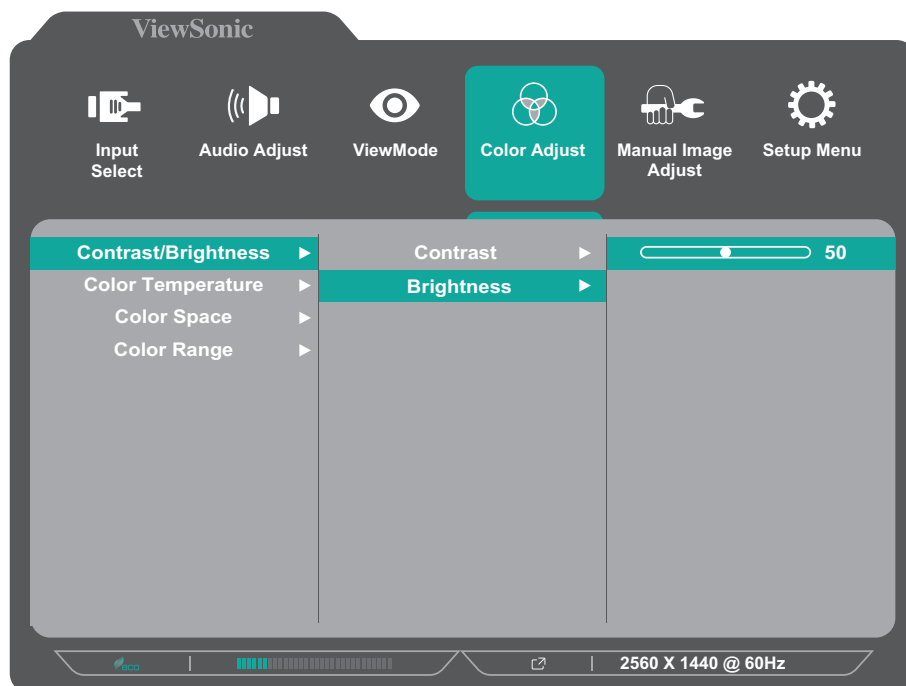 ViewSonic
Input Select
Audio Adjust
ViewMode
Color Adjust
Manual Image Adjust
Setup Menu
Contrast/Brightness
Color Temperature
Color Space
Color Range
Contrast
Brightness
50
eco
2560 X 1440 @ 60Hz